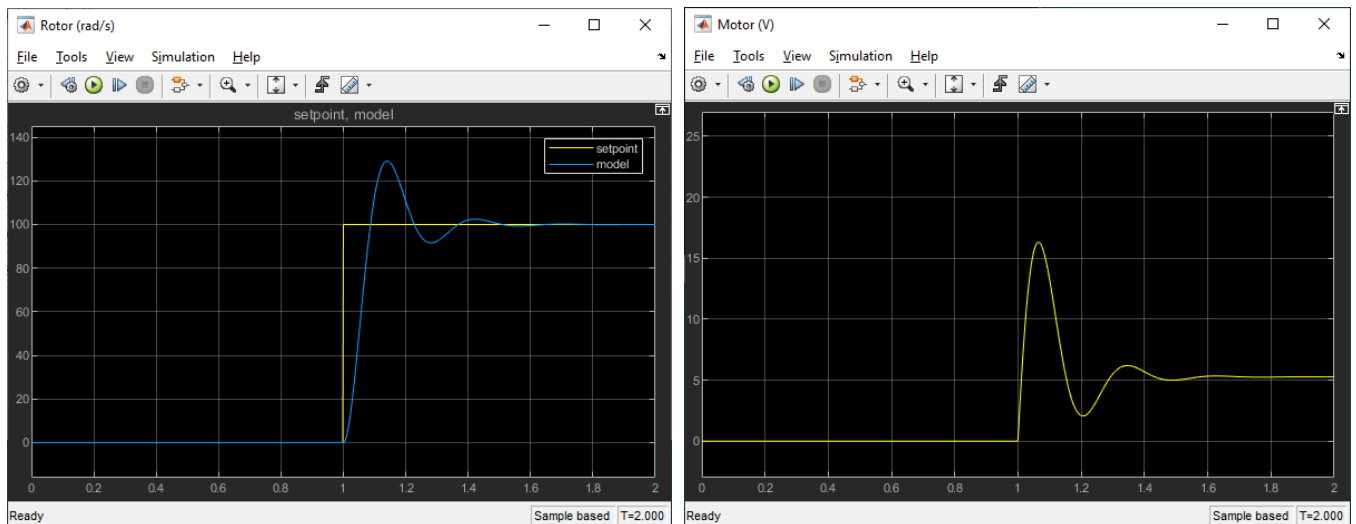 Rotor (rad/s)
File Tools View Simulation Help
setpoint, model
setpoint
model
140
120
100
80
60
40
20
0
0 0.2 0.4 0.6 0.8 1 1.2 1.4 1.6 1.8 2
Ready Sample based T=2.000
Motor (V)
File Tools View Simulation Help
25
20
15
10
5
0
0 0.2 0.4 0.6 0.8 1 1.2 1.4 1.6 1.8 2
Ready Sample based T=2.000